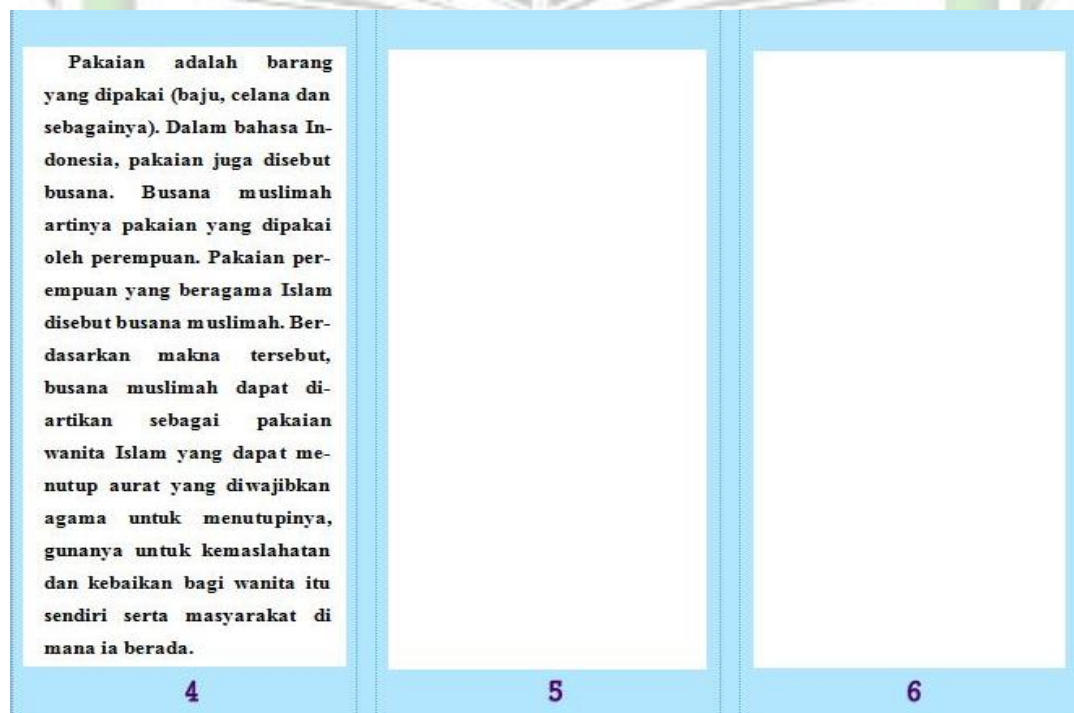 Pakaian adalah barang
yang dipakai (baju, celana dan
sebagainya). Dalam bahasa In-
donesia, pakaian juga disebut
busana. Busana muslimah
artinya pakaian yang dipakai
oleh perempuan. Pakaian per-
empuan yang beragama Islam
disebut busana muslimah. Ber-
dasarkan makna tersebut,
busana muslimah dapat di-
artikan sebagai pakaian
wanita Islam yang dapat me-
nutup aurat yang diwajibkan
agama untuk menutupinya,
gunanya untuk kemaslahatan
dan kebaikan bagi wanita itu
sendiri serta masyarakat di
mana ia berada.
4
5
6